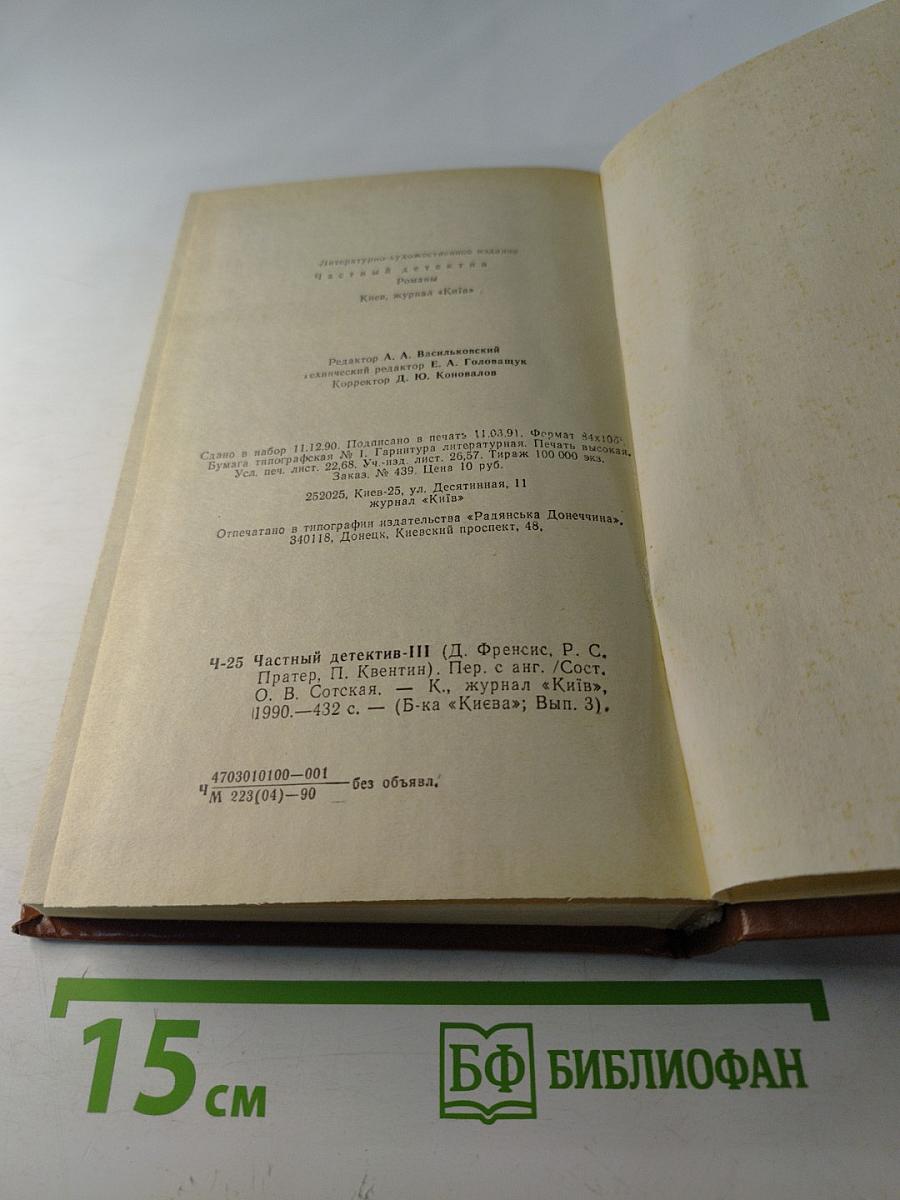 Литературно-художественное издание
Частный детектив
Романы
Киев, журнал «Київ»
Редактор А. А. Васильковский
технический редактор Е. А. Головащук
Корректор Д. Ю. Коновалов
Сдано в набор 11.12.90. Подписано в печать 11.03.91. Формат
Бумага типографская № 1. Гарнитура литературная. Печать высокая.
Усл. печ. лист. 22,68. Уч.-изд. лист. 26,57. Тираж 100 000 экз.
Заказ. № 439. Цена 10 руб.
252025, Киев-25, ул. Десятинная, 11
журнал «Київ»
Отпечатано в типографии издательства «Радянська Донеччина»,
340118, Донецк, Киевский проспект, 48.
Ч-25 Частный детектив-III (Д. Френсис, Р. С.
Пратер, П. Квентин). Пер. с анг. /Сост.
О. В. Сотская. — К., журнал «Київ»,
1990.—432 с. — (Б-ка «Києва»; Вып. 3).
Ч 4703010100—001
М 223(04)—90 — без объявл.
15 см
БФ БИБЛИОФАН